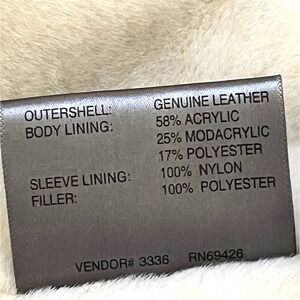 OUTERSHELL: GENUINE LEATHER
BODY LINING: 58% ACRYLIC
25% MODACRYLIC
17% POLYESTER
SLEEVE LINING: 100% NYLON
FILLER: 100% POLYESTER
VENDOR# 3336 RN69426